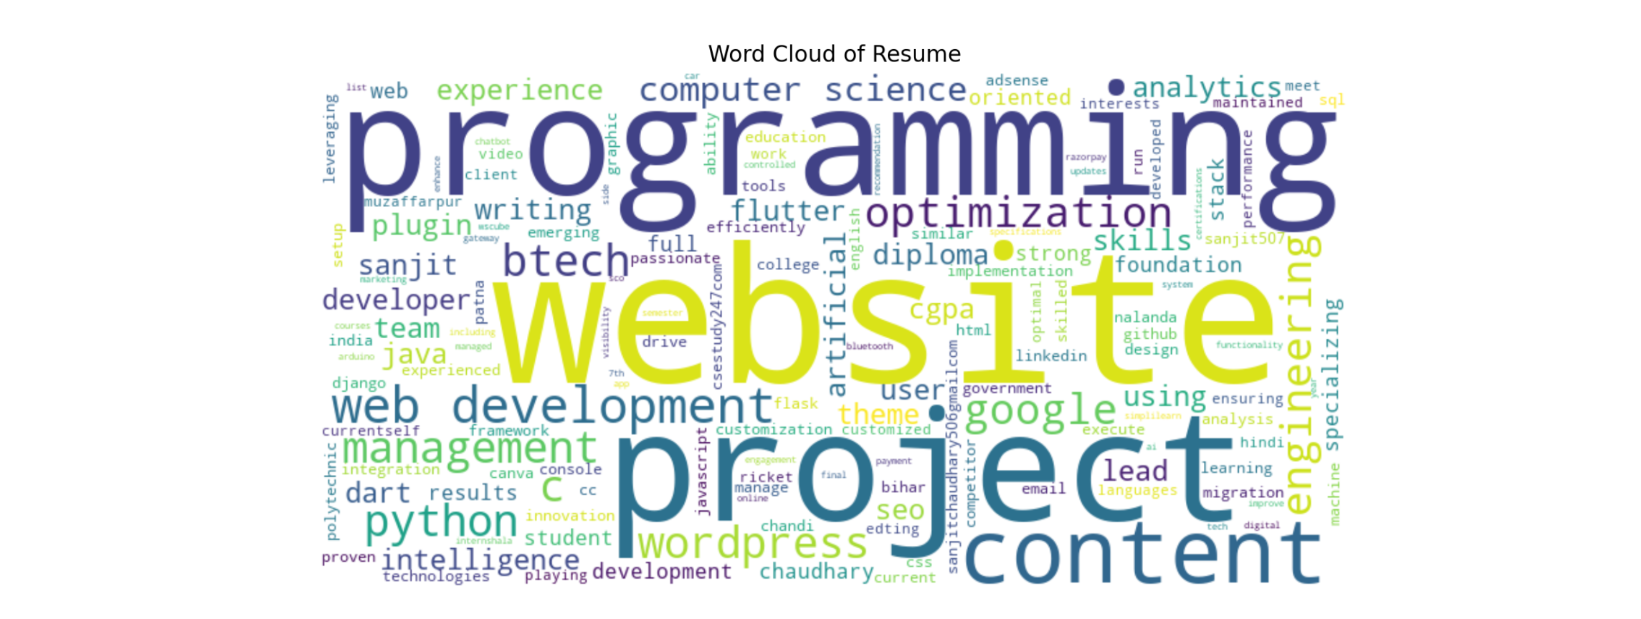 Word Cloud of Resume
car
list web experience computer science adsense analytics meet
oriented interests maintained sql
programming
leveraging chatbot video graphic ability education work controlled recommendation razorpay updates run developed performance
enhance client tools side stack certifications
muzaffarpur writing flutter optimization
plugin wscube emerging efficiently english similar specifications skills sanjit507
setup gateway full strong
sanjit btech passionate college artificial diploma implementation foundation engineering
marketing sco csestudy247com system
website
developer patna visibility semester cgpa optimal skilled nalanda specializing
courses team including drive html github
india managed bluetooth linkedin design functionality
arduino java experienced 7th app
django user government using ensuring year
web development flask theme google simplilearn analysis
currentself framework customization customized sanjitchaudhary506gmailcom execute
management javascript project hindi
polytechnic integration canva console engagement payment competitor ai lead learning
c cc ricket final manage online bihar email languages migration machine
dart results improve
python innovation seo tech digital
internshala student chandi edting
wordpress content
proven intelligence css
technologies playing development chaudhary current